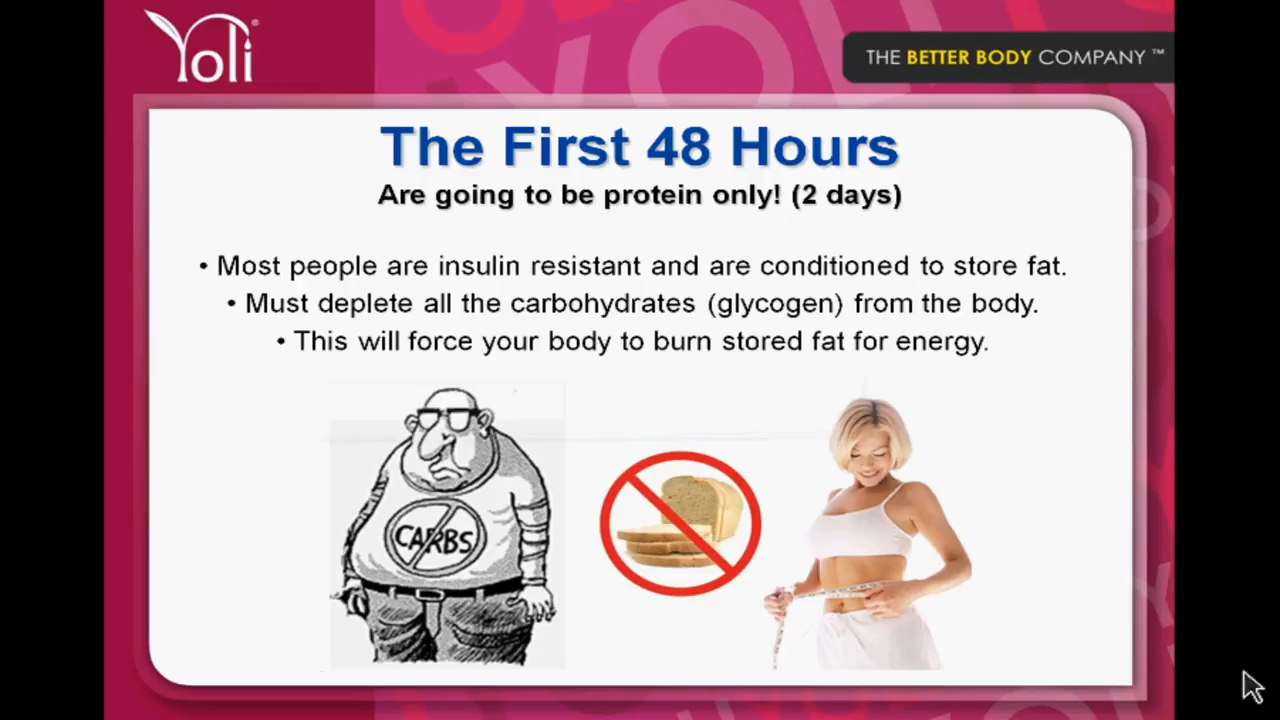 Yoli®
THE BETTER BODY COMPANY ™
The First 48 Hours
Are going to be protein only! (2 days)
• Most people are insulin resistant and are conditioned to store fat.
• Must deplete all the carbohydrates (glycogen) from the body.
• This will force your body to burn stored fat for energy.
CARBS